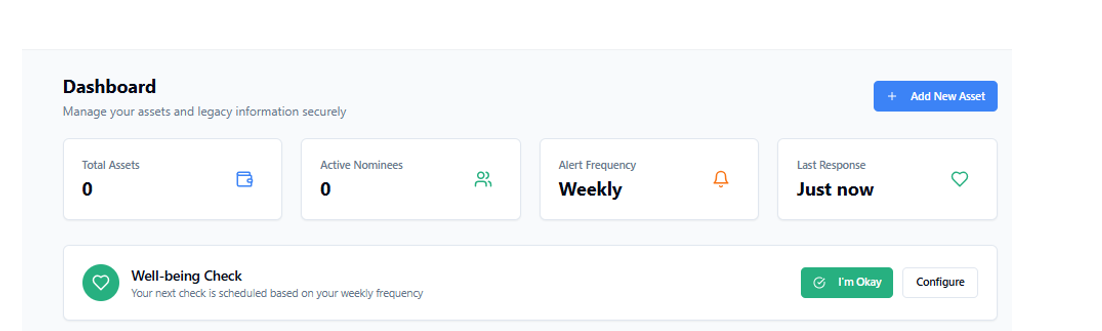 Dashboard
Manage your assets and legacy information securely
+ Add New Asset
Total Assets
0
Active Nominees
0
Alert Frequency
Weekly
Last Response
Just now
Well-being Check
Your next check is scheduled based on your weekly frequency
I'm Okay
Configure